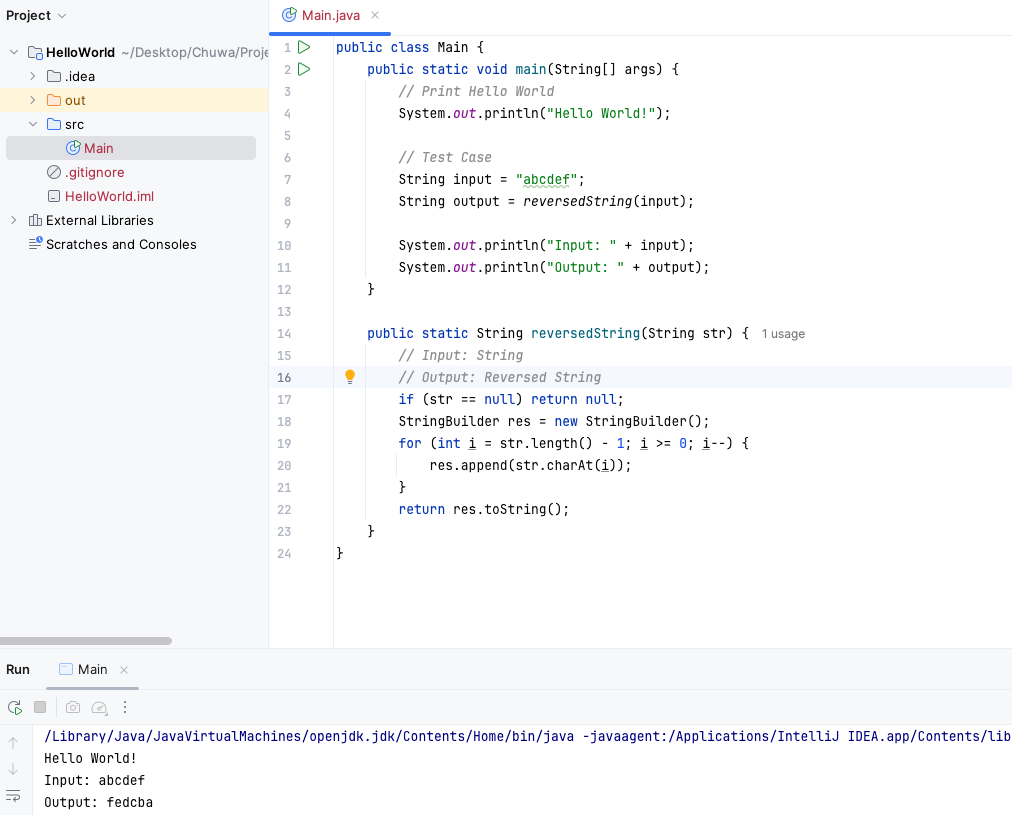 Project
HelloWorld ~/Desktop/Chuwa/Proje
.idea
out
src
Main
.gitignore
HelloWorld.iml
External Libraries
Scratches and Consoles
Main.java
1 public class Main {
2 public static void main(String[] args) {
3 // Print Hello World
4 System.out.println("Hello World!");
5
6 // Test Case
7 String input = "abcdef";
8 String output = reversedString(input);
9
10 System.out.println("Input: " + input);
11 System.out.println("Output: " + output);
12 }
13
14 public static String reversedString(String str) { 1 usage
15 // Input: String
16 // Output: Reversed String
17 if (str == null) return null;
18 StringBuilder res = new StringBuilder();
19 for (int i = str.length() - 1; i >= 0; i--) {
20 res.append(str.charAt(i));
21 }
22 return res.toString();
23 }
24 }
Run Main
/Library/Java/JavaVirtualMachines/openjdk.jdk/Contents/Home/bin/java -javaagent:/Applications/IntelliJ IDEA.app/Contents/lib
Hello World!
Input: abcdef
Output: fedcba